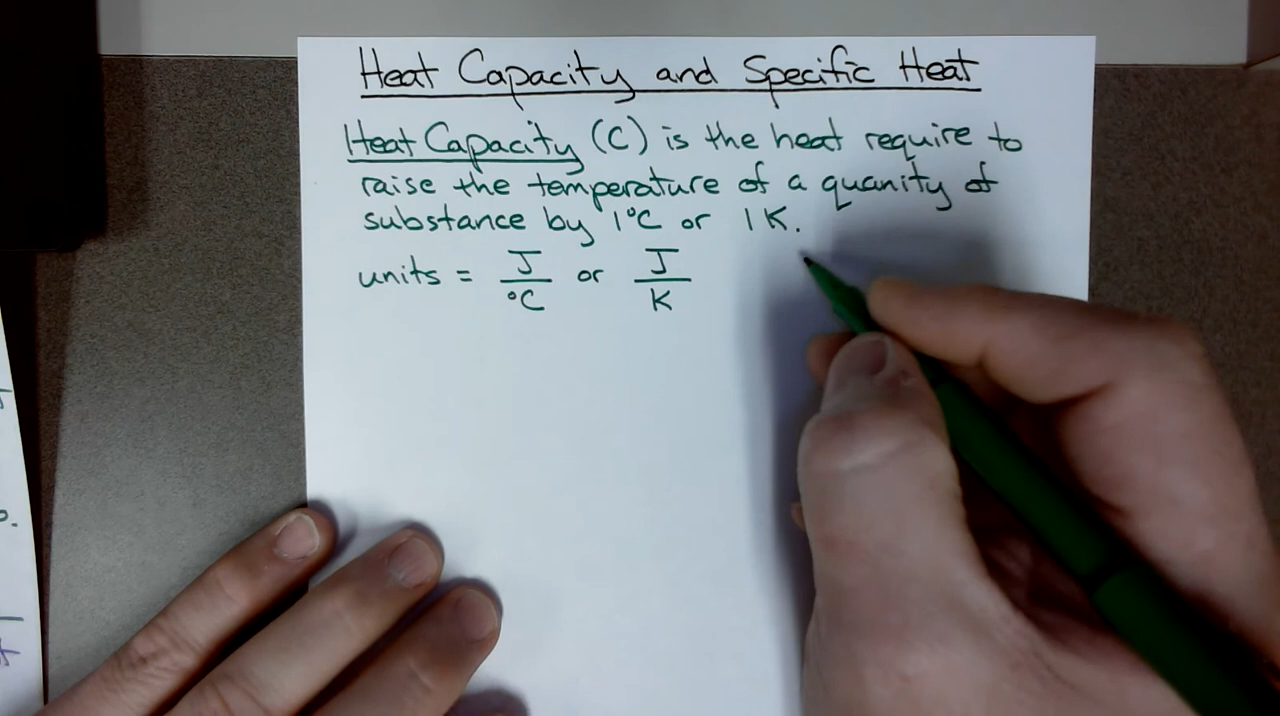 Heat Capacity and Specific Heat
Heat Capacity (C) is the heat require to
raise the temperature of a quanity of
substance by 1°C or 1K.
units = J/°C or J/K